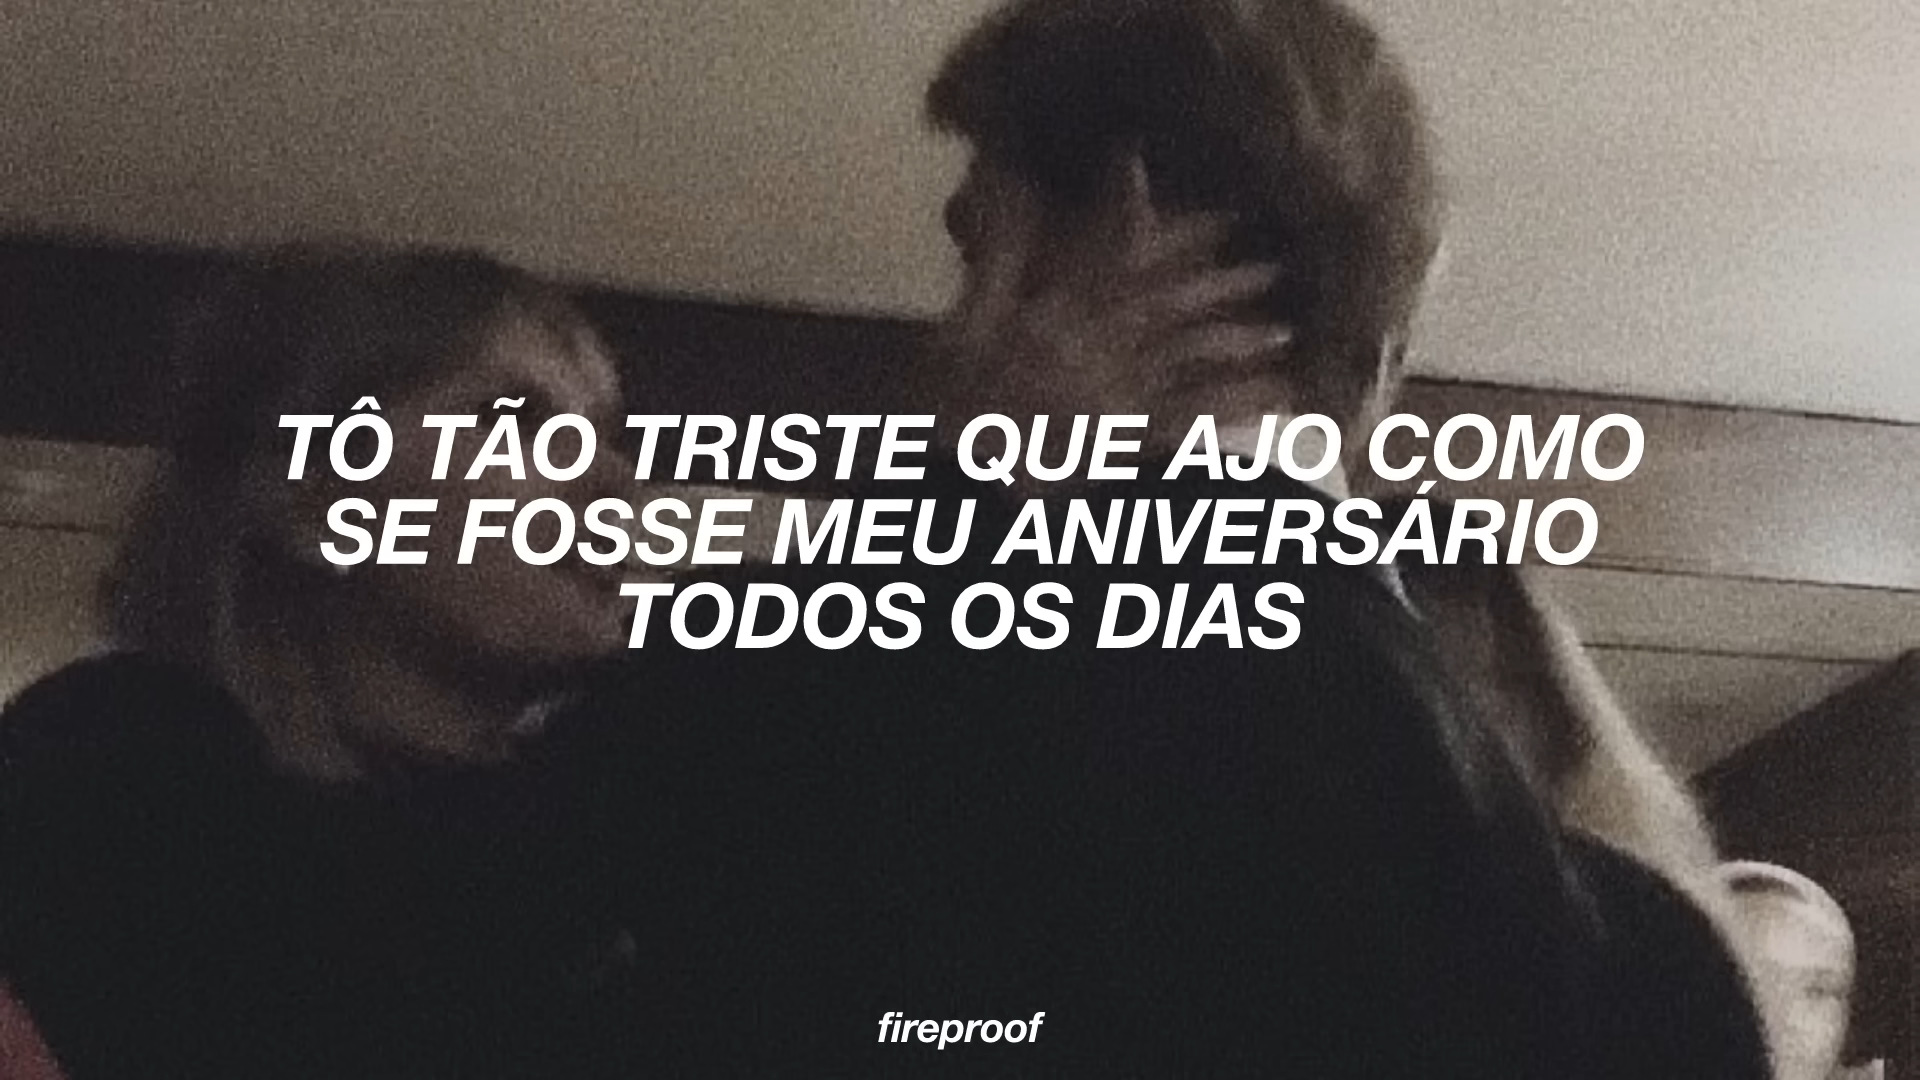 TÔ TÃO TRISTE QUE AJO COMO
SE FOSSE MEU ANIVERSÁRIO
TODOS OS DIAS
fireproof